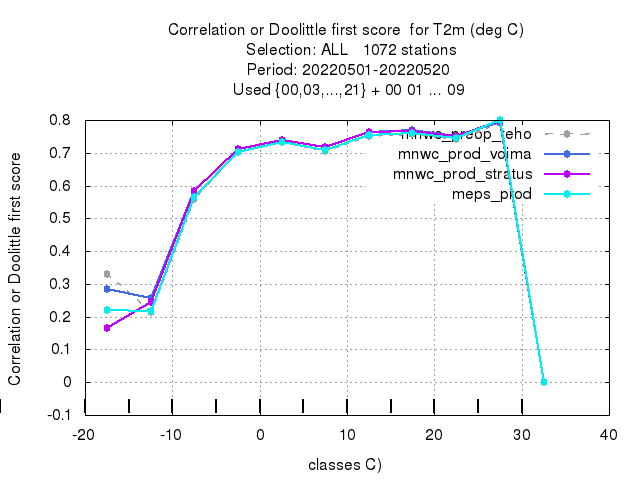 Correlation or Doolittle first score  for T2m (deg C)
Selection: ALL   1072 stations
Period: 20220501-20220520
Used {00,03,...,21} + 00 01 ... 09
mnwc_preop_reho
mnwc_prod_voima
mnwc_prod_stratus
meps_prod
Correlation or Doolittle first score
0.8
0.7
0.6
0.5
0.4
0.3
0.2
0.1
0
-0.1
-20 -10 0 10 20 30 40
classes C)